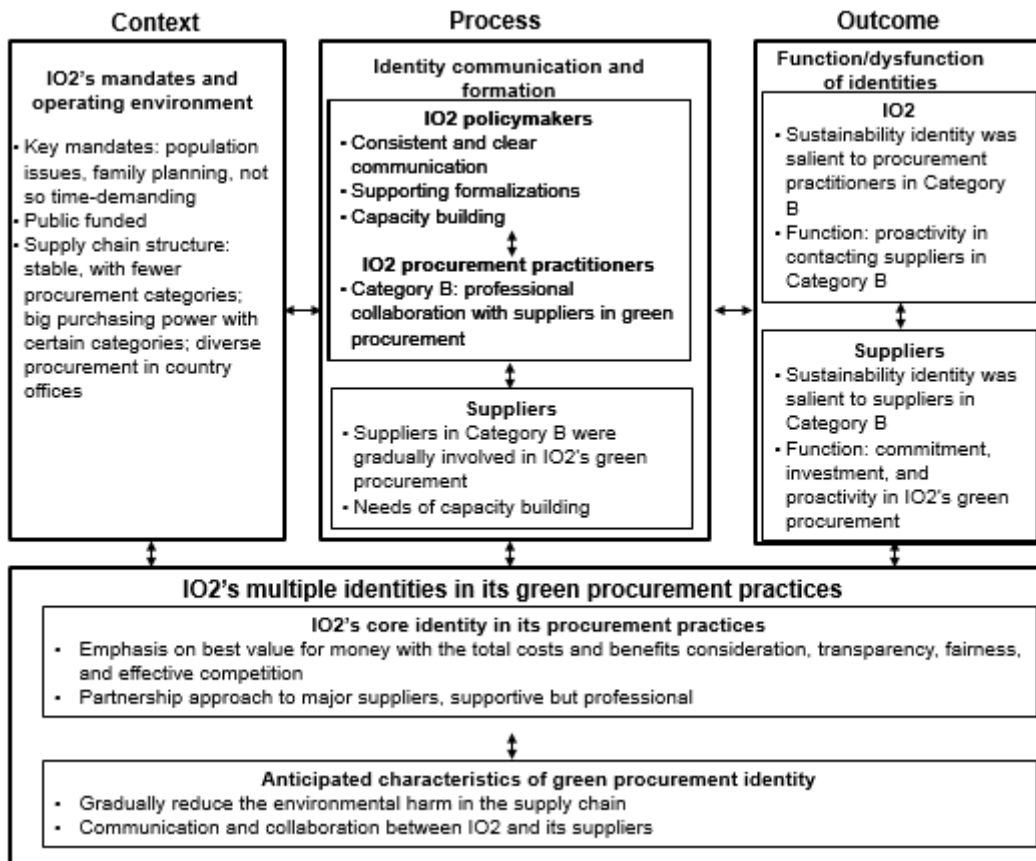 Context
Process
Outcome
IO2's mandates and
operating environment
• Key mandates: population
issues, family planning, not
so time-demanding
• Public funded
• Supply chain structure:
stable, with fewer
procurement categories;
big purchasing power with
certain categories; diverse
procurement in country
offices
Identity communication and
formation
IO2 policymakers
• Consistent and clear
communication
• Supporting formalizations
• Capacity building
IO2 procurement practitioners
• Category B: professional
collaboration with suppliers in green
procurement
Suppliers
• Suppliers in Category B were
gradually involved in IO2's green
procurement
• Needs of capacity building
Function/dysfunction
of identities
IO2
• Sustainability identity was
salient to procurement
practitioners in Category
B
• Function: proactivity in
contacting suppliers in
Category B
Suppliers
• Sustainability identity was
salient to suppliers in
Category B
• Function: commitment,
investment, and
proactivity in IO2's green
procurement
IO2's multiple identities in its green procurement practices
IO2's core identity in its procurement practices
• Emphasis on best value for money with the total costs and benefits consideration, transparency, fairness,
and effective competition
• Partnership approach to major suppliers, supportive but professional
Anticipated characteristics of green procurement identity
• Gradually reduce the environmental harm in the supply chain
• Communication and collaboration between IO2 and its suppliers